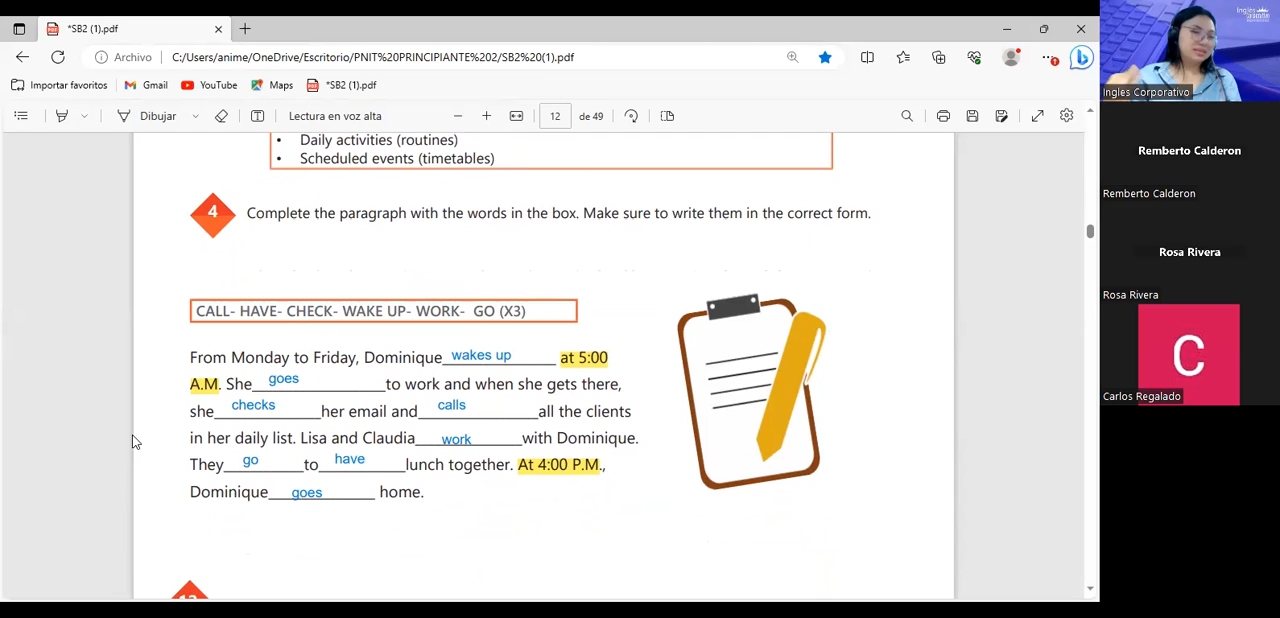 *SB2 (1).pdf
Archivo C:/Users/anime/OneDrive/Escritorio/PNIT%20PRINCIPIANTE%202/SB2%20(1).pdf
Importar favoritos Gmail YouTube Maps *SB2 (1).pdf
Dibujar Lectura en voz alta 12 de 49
• Daily activities (routines)
• Scheduled events (timetables)
4 Complete the paragraph with the words in the box. Make sure to write them in the correct form.
CALL- HAVE- CHECK- WAKE UP- WORK- GO (X3)
From Monday to Friday, Dominique wakes up at 5:00
A.M. She goes to work and when she gets there,
she checks her email and calls all the clients
in her daily list. Lisa and Claudia work with Dominique.
They go to have lunch together. At 4:00 P.M.,
Dominique goes home.
Ingles Corporativo
Remberto Calderon
Remberto Calderon
Rosa Rivera
Rosa Rivera
C
Carlos Regalado